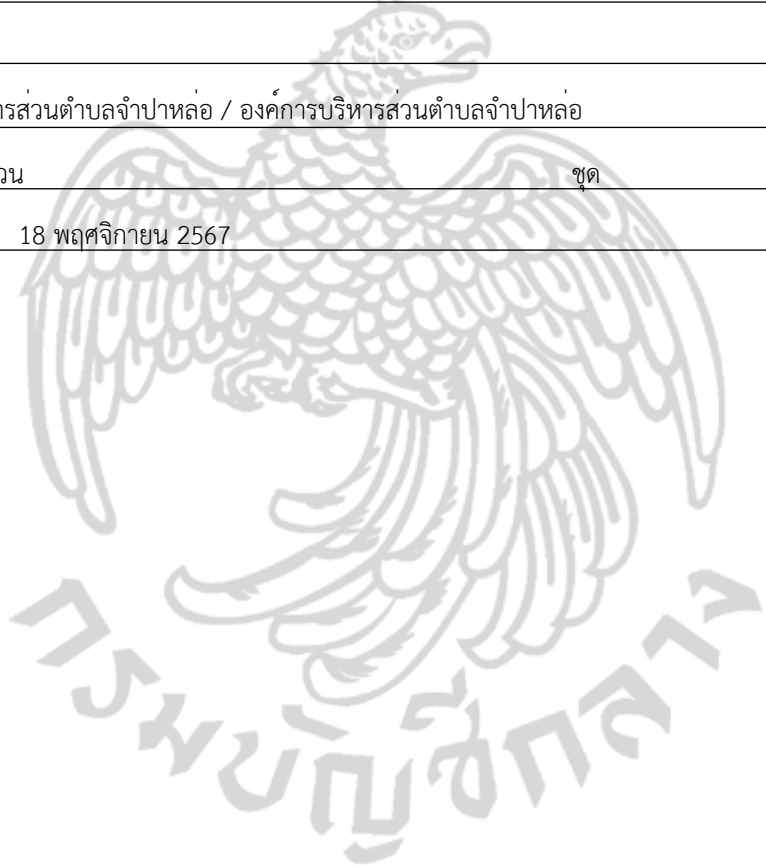 ารส่วนตำบลจำปาหล่อ / องค์การบริหารส่วนตำบลจำปาหล่อ
วน ชุด
18 พฤศจิกายน 2567
กรมบัญชีกลาง